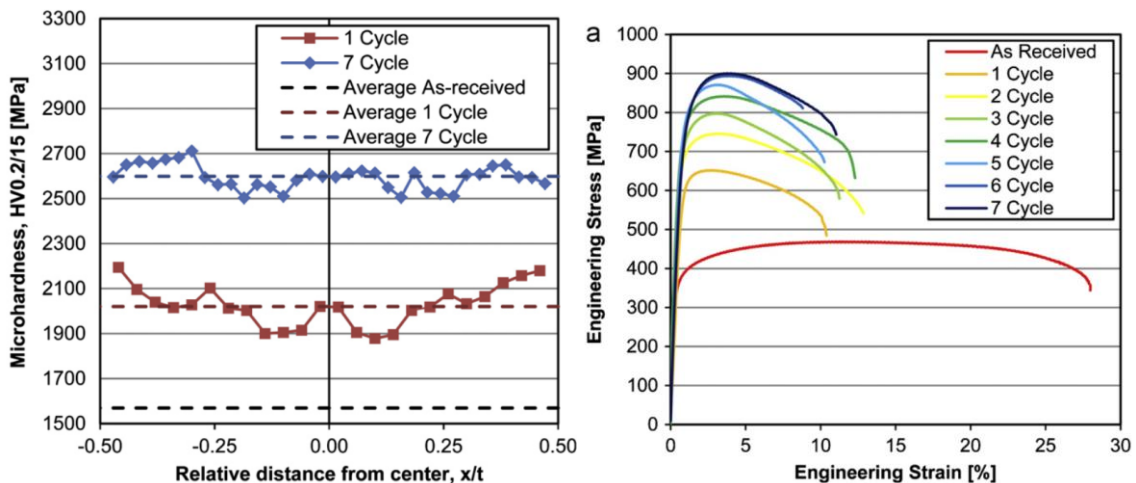 Microhardness, HV0.2/15 [MPa]
3300
3100
2900
2700
2500
2300
2100
1900
1700
1500
-0.50
-0.25
0.00
0.25
0.50
Relative distance from center, x/t
1 Cycle
7 Cycle
Average As-received
Average 1 Cycle
Average 7 Cycle
a
Engineering Stress [MPa]
1000
900
800
700
600
500
400
300
200
100
0
0
5
10
15
20
25
30
Engineering Strain [%]
As Received
1 Cycle
2 Cycle
3 Cycle
4 Cycle
5 Cycle
6 Cycle
7 Cycle